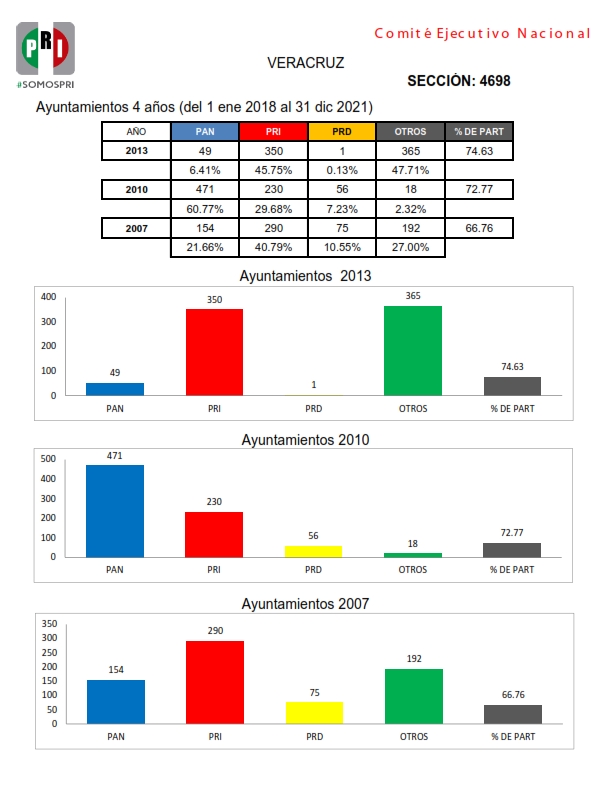 Comité Ejecutivo Nacional
PRI
#SOMOSPRI
VERACRUZ
SECCIÓN: 4698
Ayuntamientos 4 años (del 1 ene 2018 al 31 dic 2021)
AÑO PAN PRI PRD OTROS % DE PART
2013 49 350 1 365 74.63
6.41% 45.75% 0.13% 47.71%
2010 471 230 56 18 72.77
60.77% 29.68% 7.23% 2.32%
2007 154 290 75 192 66.76
21.66% 40.79% 10.55% 27.00%
Ayuntamientos 2013
400
300
200
100
0
49 350 1 365 74.63
PAN PRI PRD OTROS % DE PART
Ayuntamientos 2010
500
400
300
200
100
0
471 230 56 18 72.77
PAN PRI PRD OTROS % DE PART
Ayuntamientos 2007
350
300
250
200
150
100
50
0
154 290 75 192 66.76
PAN PRI PRD OTROS % DE PART